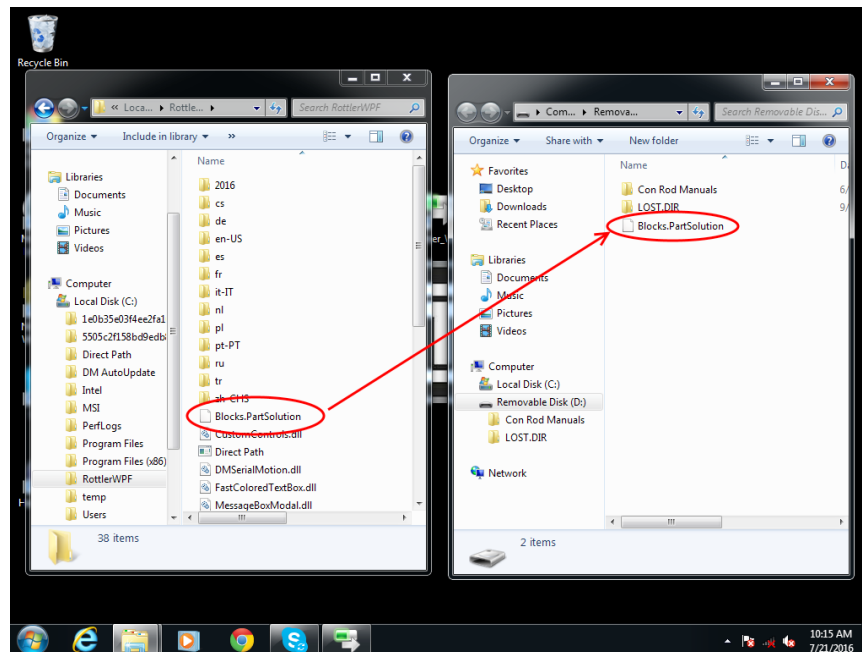 Recycle Bin
« Loca... ▸ Rottle... ▸
Search RottlerWPF
Organize
Include in library
»
Libraries
Documents
Music
Pictures
Videos
Computer
Local Disk (C:)
1e0b35e03f4ee2fa1
5505c2f158bd9edb
Direct Path
DM AutoUpdate
Intel
MSI
PerfLogs
Program Files
Program Files (x86)
RottlerWPF
temp
Users
Name
2016
cs
de
en-US
es
fr
it-IT
nl
pl
pt-PT
ru
tr
zh-CHS
Blocks.PartSolution
CustomControls.dll
Direct Path
DMSerialMotion.dll
FastColoredTextBox.dll
MessageBoxModal.dll
38 items
▸ Com... ▸ Remova...
Search Removable Dis...
Organize
Share with
New folder
Favorites
Desktop
Downloads
Recent Places
Libraries
Documents
Music
Pictures
Videos
Computer
Local Disk (C:)
Removable Disk (D:)
Con Rod Manuals
LOST.DIR
Network
Name
Con Rod Manuals
6/
LOST.DIR
9/
Blocks.PartSolution
2 items
10:15 AM
7/21/2016